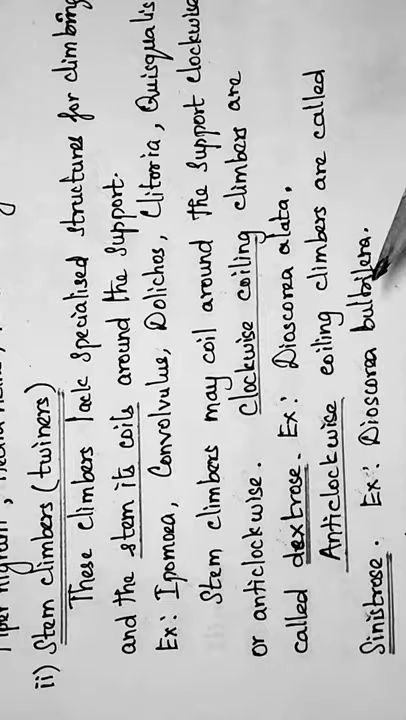 Piper nigrum,
ii) Stem climbers (twiners)
These climbers lack specialised structures for climbing
and the stem its coils around the support.
Ex: Ipomoea, Convolvulus, Dolichos, Clitoria, Quisqualis
Stem climbers may coil around the support clockwise
or anticlockwise. Clockwise coiling climbers are
called dextrose. Ex: Dioscorea alata.
Anticlockwise coiling climbers are called
Sinistrose. Ex: Dioscorea bulbifera.